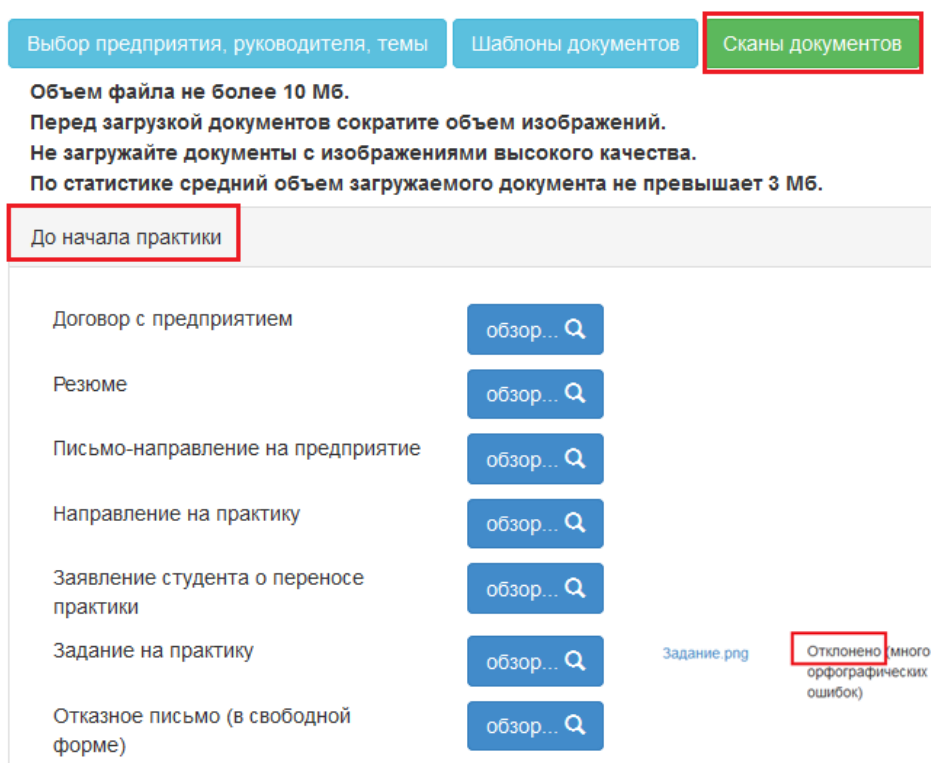 Выбор предприятия, руководителя, темы
Шаблоны документов
Сканы документов
Объем файла не более 10 Мб.
Перед загрузкой документов сократите объем изображений.
Не загружайте документы с изображениями высокого качества.
По статистике средний объем загружаемого документа не превышает 3 Мб.
До начала практики
Договор с предприятием
обзор...
Резюме
обзор...
Письмо-направление на предприятие
обзор...
Направление на практику
обзор...
Заявление студента о переносе
практики
обзор...
Задание на практику
обзор...
Задание.png
Отклонено (много
орфографических
ошибок)
Отказное письмо (в свободной
форме)
обзор...